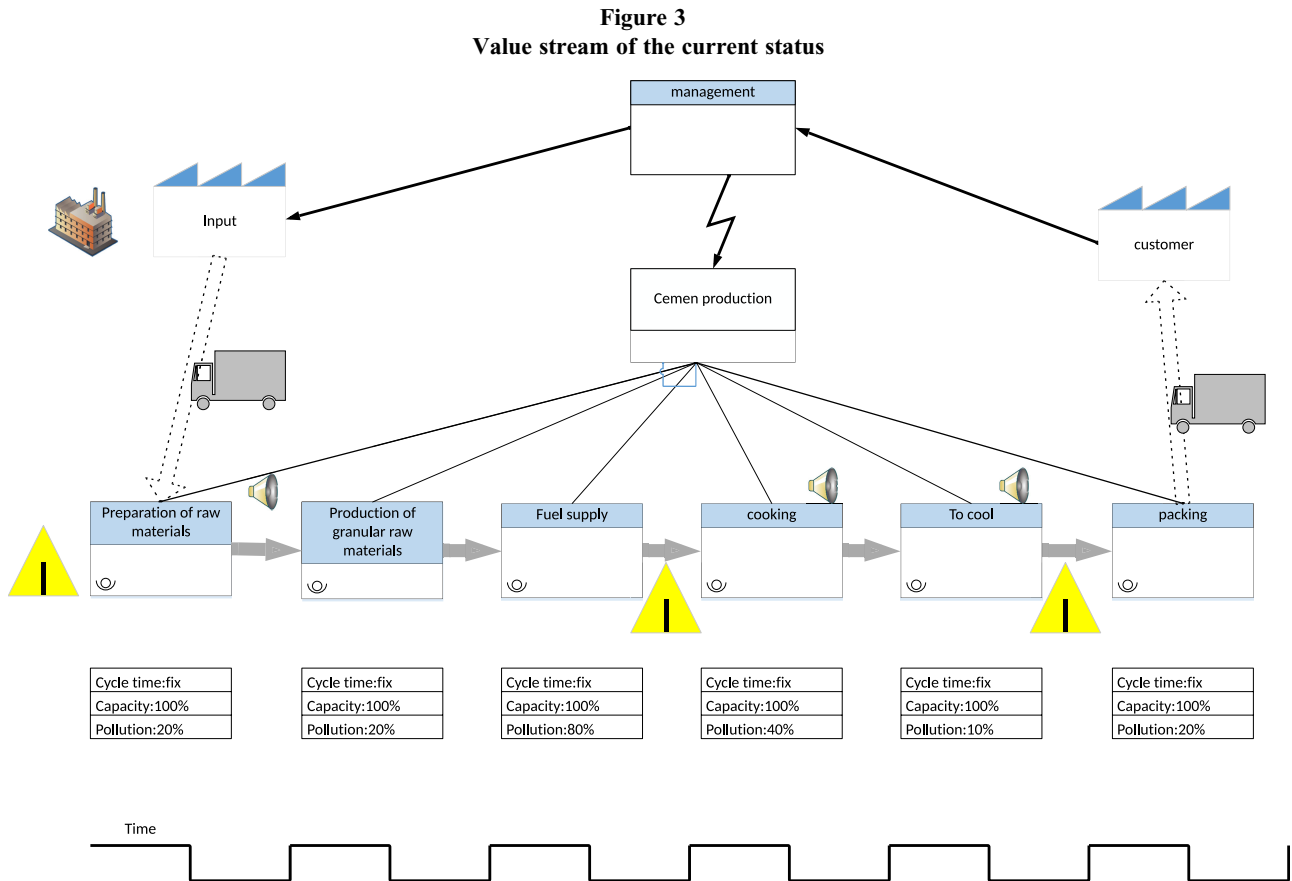 Figure 3
Value stream of the current status
management
Input
customer
Cemen production
Preparation of raw
materials
Production of
granular raw
materials
Fuel supply
cooking
To cool
packing
Cycle time:fix
Capacity:100%
Pollution:20%
Cycle time:fix
Capacity:100%
Pollution:20%
Cycle time:fix
Capacity:100%
Pollution:80%
Cycle time:fix
Capacity:100%
Pollution:40%
Cycle time:fix
Capacity:100%
Pollution:10%
Cycle time:fix
Capacity:100%
Pollution:20%
Time